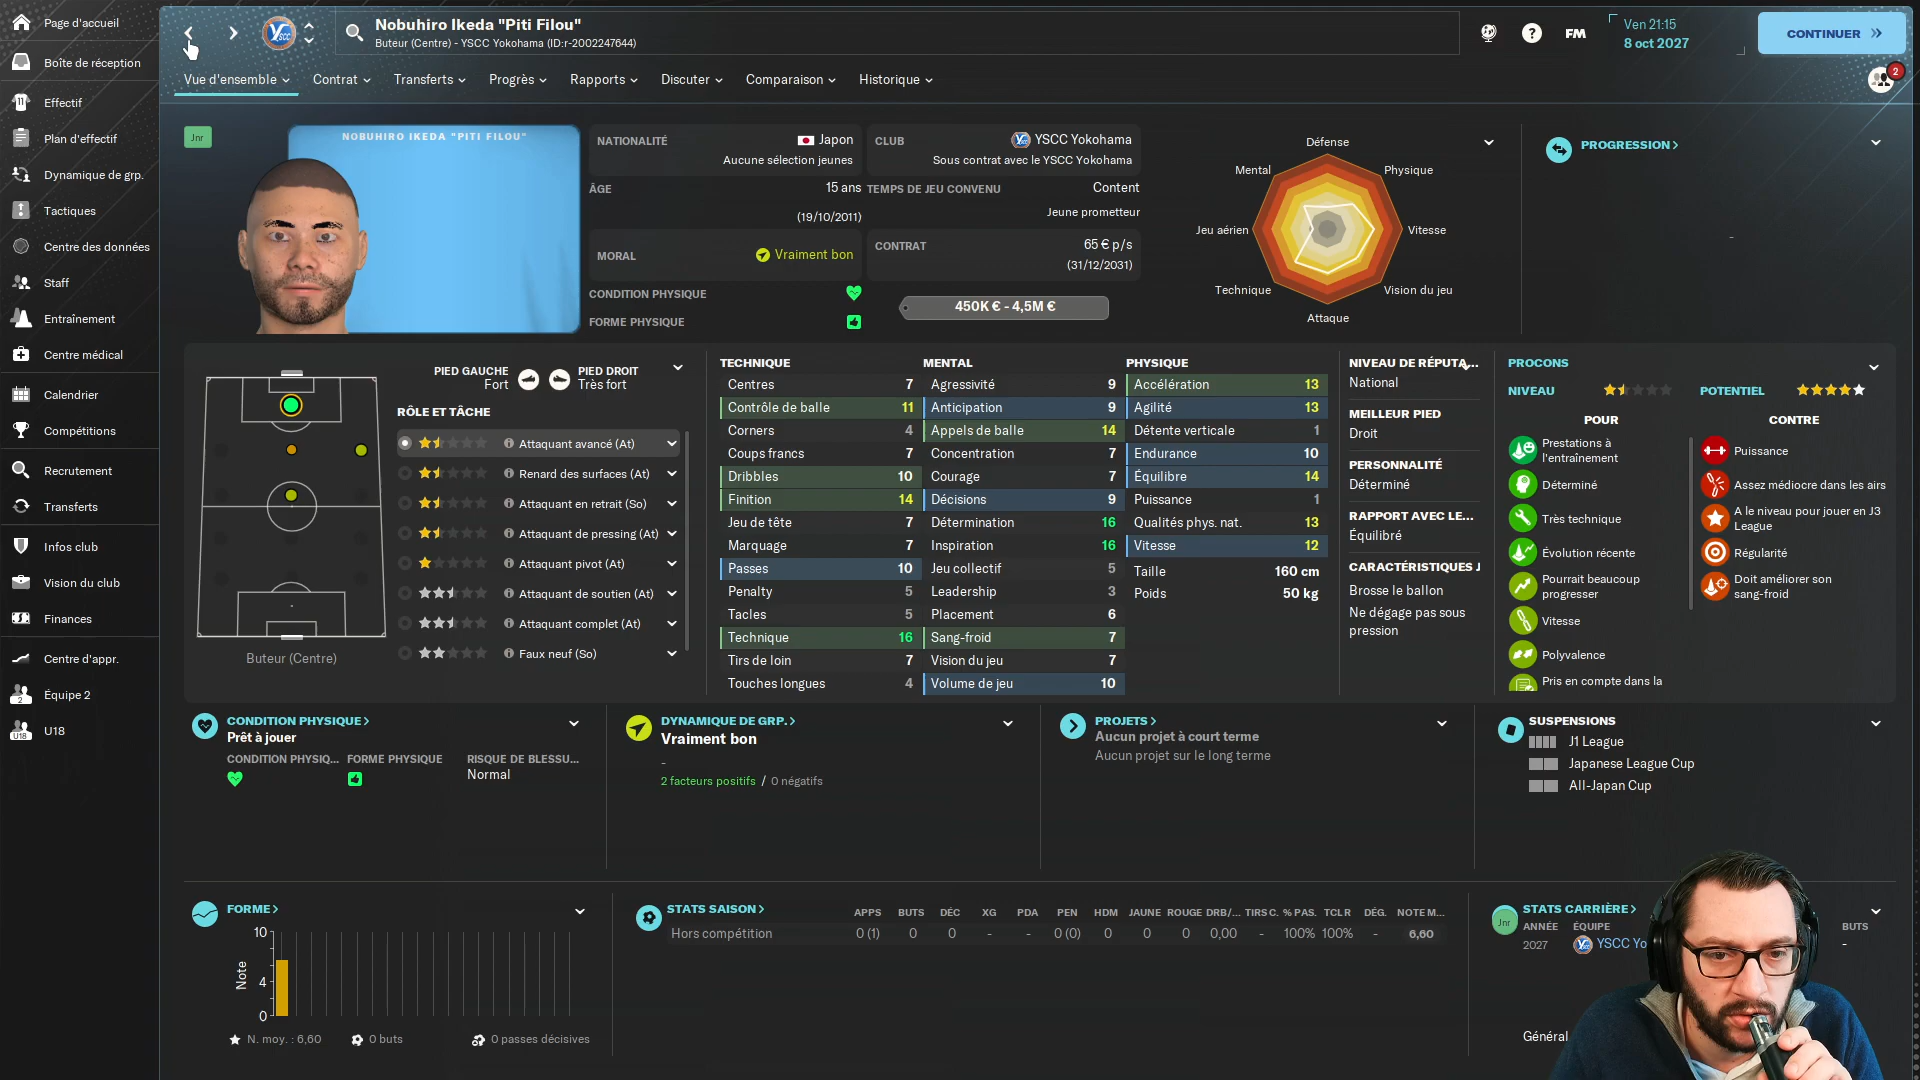 Page d'accueil
Boîte de réception
Effectif
Plan d'effectif
Dynamique de grp.
Tactiques
Centre des données
Staff
Entraînement
Centre médical
Calendrier
Compétitions
Recrutement
Transferts
Infos club
Vision du club
Finances
Centre d'appr.
Équipe 2
U18
Nobuhiro Ikeda "Piti Filou"
Buteur (Centre) - YSCC Yokohama (ID:r-2002247644)
FM
Ven 21:15
8 oct 2027
CONTINUER
2
Vue d'ensemble
Contrat
Transferts
Progrès
Rapports
Discuter
Comparaison
Historique
Jnr
NOBUHIRO IKEDA "PITI FILOU"
NATIONALITÉ
Japon
Aucune sélection jeunes
CLUB
YSCC Yokohama
Sous contrat avec le YSCC Yokohama
ÂGE
15 ans
(19/10/2011)
TEMPS DE JEU CONVENU
Content
Jeune prometteur
MORAL
Vraiment bon
CONTRAT
65 € p/s
(31/12/2031)
CONDITION PHYSIQUE
FORME PHYSIQUE
450K € - 4,5M €
Défense
Physique
Vitesse
Vision du jeu
Attaque
Technique
Jeu aérien
Mental
PROGRESSION
-
PIED GAUCHE
Fort
PIED DROIT
Très fort
RÔLE ET TÂCHE
Attaquant avancé (At)
Renard des surfaces (At)
Attaquant en retrait (So)
Attaquant de pressing (At)
Attaquant pivot (At)
Attaquant de soutien (At)
Attaquant complet (At)
Faux neuf (So)
Buteur (Centre)
TECHNIQUE
Centres 7
Contrôle de balle 11
Corners 4
Coups francs 7
Dribbles 10
Finition 14
Jeu de tête 7
Marquage 7
Passes 10
Penalty 5
Tacles 5
Technique 16
Tirs de loin 7
Touches longues 4
MENTAL
Agressivité 9
Anticipation 9
Appels de balle 14
Concentration 7
Courage 7
Décisions 9
Détermination 16
Inspiration 16
Jeu collectif 5
Leadership 3
Placement 6
Sang-froid 7
Vision du jeu 7
Volume de jeu 10
PHYSIQUE
Accélération 13
Agilité 13
Détente verticale 1
Endurance 10
Équilibre 14
Puissance 1
Qualités phys. nat. 13
Vitesse 12
Taille 160 cm
Poids 50 kg
NIVEAU DE RÉPUTA...
National
MEILLEUR PIED
Droit
PERSONNALITÉ
Déterminé
RAPPORT AVEC LE...
Équilibré
CARACTÉRISTIQUES J
Brosse le ballon
Ne dégage pas sous
pression
PROCONS
NIVEAU
POTENTIEL
POUR
Prestations à
l'entraînement
Déterminé
Très technique
Évolution récente
Pourrait beaucoup
progresser
Vitesse
Polyvalence
Pris en compte dans la
CONTRE
Puissance
Assez médiocre dans les airs
A le niveau pour jouer en J3
League
Régularité
Doit améliorer son
sang-froid
CONDITION PHYSIQUE
Prêt à jouer
CONDITION PHYSIQ...
FORME PHYSIQUE
RISQUE DE BLESSU...
Normal
DYNAMIQUE DE GRP.
Vraiment bon
-
2 facteurs positifs / 0 négatifs
PROJETS
Aucun projet à court terme
Aucun projet sur le long terme
SUSPENSIONS
J1 League
Japanese League Cup
All-Japan Cup
FORME
10
4
0
Note
N. moy. : 6,60
0 buts
0 passes décisives
STATS SAISON
APPS BUTS DÉC XG PDA PEN HDM JAUNE ROUGE DRB/... TIRS C. % PAS. TCL R DÉG. NOTE M...
Hors compétition 0 (1) 0 0 - - 0 (0) 0 0 0 0,00 - 100% 100% - 6,60
Jnr
STATS CARRIÈRE
ANNÉE ÉQUIPE BUTS
2027 YSCC Yo -
Général